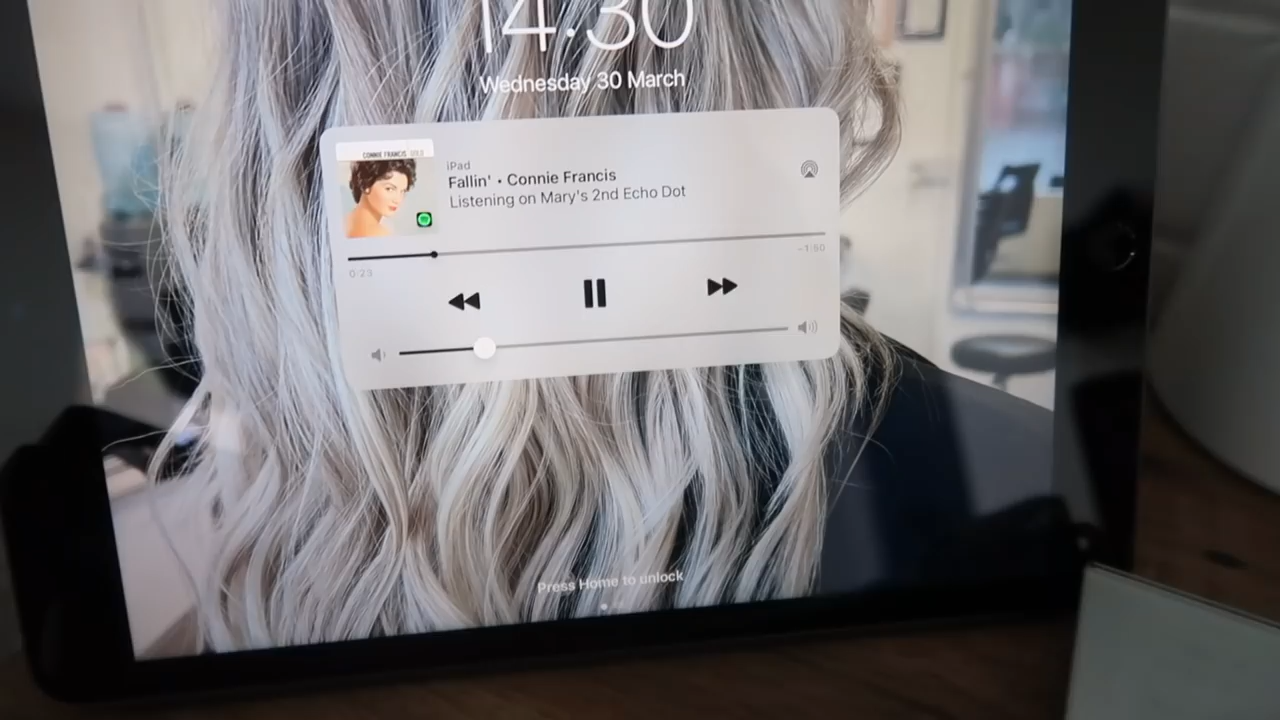 14:30
Wednesday 30 March
CONNIE FRANCIS GOLD
iPad
Fallin' • Connie Francis
Listening on Mary's 2nd Echo Dot
0:23
-1:50
Press Home to unlock